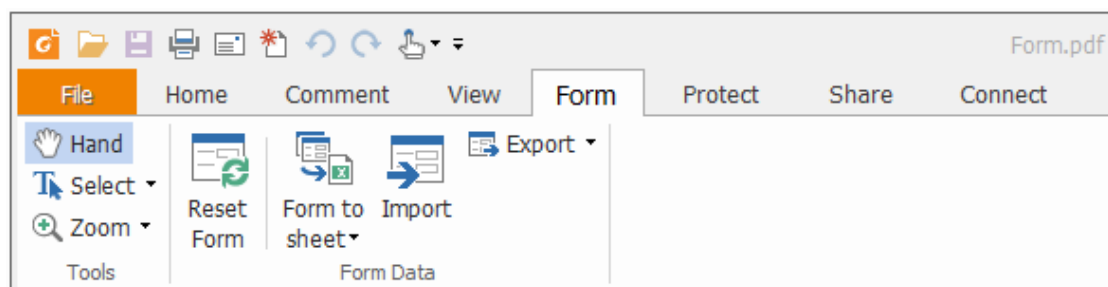 Form.pdf
File Home Comment View Form Protect Share Connect
Hand
Select
Zoom
Tools
Reset
Form
Form to
sheet
Import
Export
Form Data